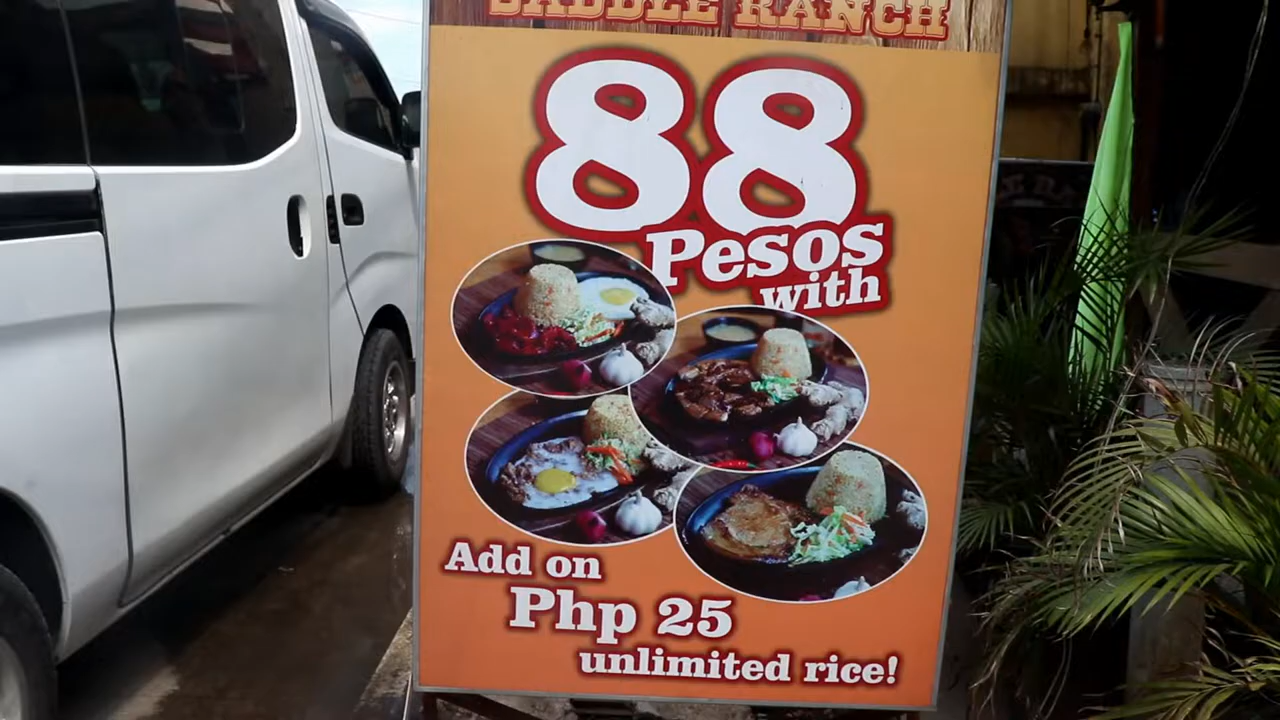 SADDLE RANCH
88
Pesos
with
Add on
Php 25
unlimited rice!